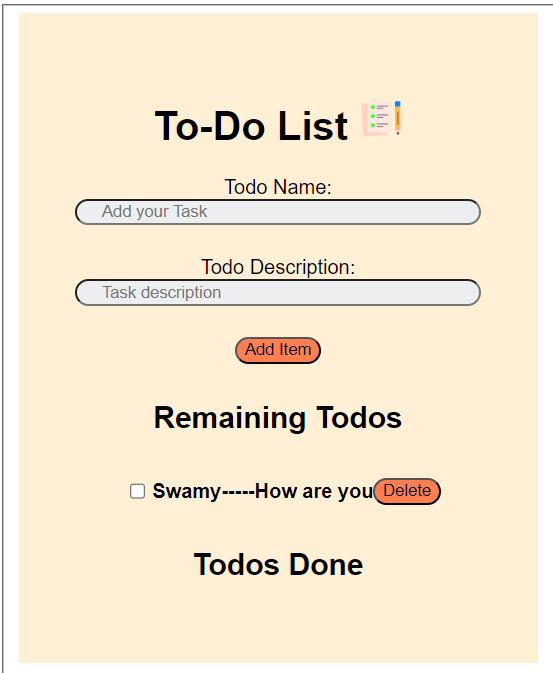 To-Do List
Todo Name:
Add your Task
Todo Description:
Task description
Add Item
Remaining Todos
Swamy-----How are you Delete
Todos Done